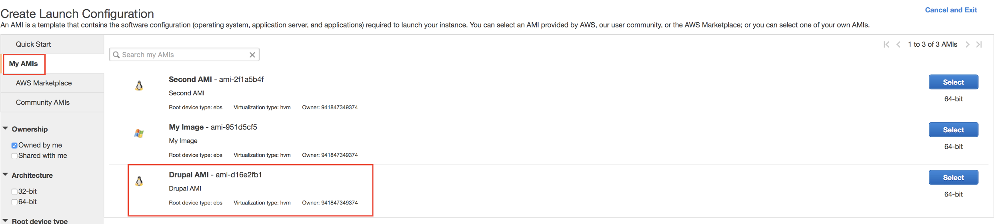 Create Launch Configuration
Cancel and Exit
An AMI is a template that contains the software configuration (operating system, application server, and applications) required to launch your instance. You can select an AMI provided by AWS, our user community, or the AWS Marketplace; or you can select one of your own AMIs.
Quick Start
My AMIs
AWS Marketplace
Community AMIs
Ownership
Owned by me
Shared with me
Architecture
32-bit
64-bit
Root device type
Search my AMIs
1 to 3 of 3 AMIs
Second AMI - ami-2f1a5b4f
Second AMI
Root device type: ebs Virtualization type: hvm Owner: 941847349374
Select
64-bit
My Image - ami-951d5cf5
My Image
Root device type: ebs Virtualization type: hvm Owner: 941847349374
Select
64-bit
Drupal AMI - ami-d16e2fb1
Drupal AMI
Root device type: ebs Virtualization type: hvm Owner: 941847349374
Select
64-bit